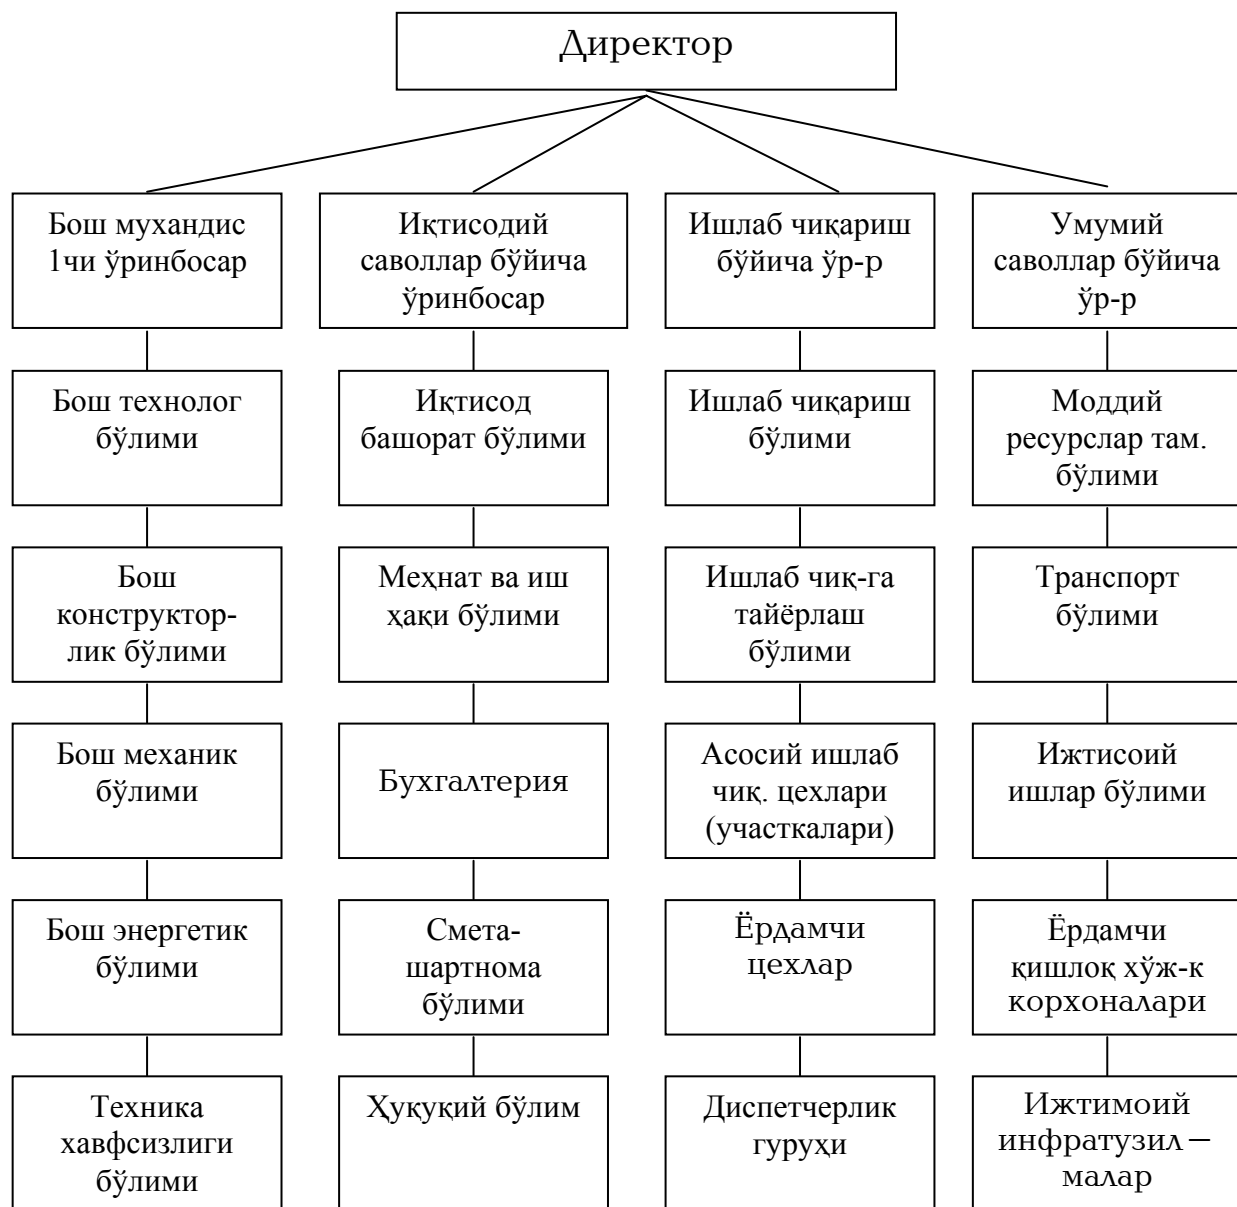 Директор
Бош мухандис
1чи ўринбосар
Иқтисодий
саволлар бўйича
ўринбосар
Ишлаб чиқариш
бўйича ўр-р
Умумий
саволлар бўйича
ўр-р
Бош технолог
бўлими
Иқтисод
башорат бўлими
Ишлаб чиқариш
бўлими
Моддий
ресурслар там.
бўлими
Бош
конструктор-
лик бўлими
Меҳнат ва иш
ҳақи бўлими
Ишлаб чиқ-га
тайёрлаш
бўлими
Транспорт
бўлими
Бош механик
бўлими
Бухгалтерия
Асосий ишлаб
чиқ. цехлари
(участкалари)
Ижтисоий
ишлар бўлими
Бош энергетик
бўлими
Смета-
шартнома
бўлими
Ёрдамчи
цехлар
Ёрдамчи
қишлоқ хўж-к
корхоналари
Техника
хавфсизлиги
бўлими
Ҳуқуқий бўлим
Диспетчерлик
гуруҳи
Ижтимоий
инфратузил–
малар